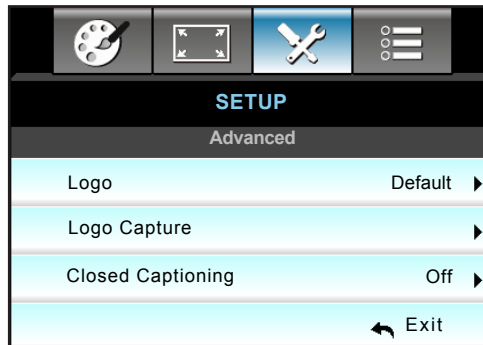 SETUP
Advanced
Logo Default
Logo Capture
Closed Captioning Off
Exit